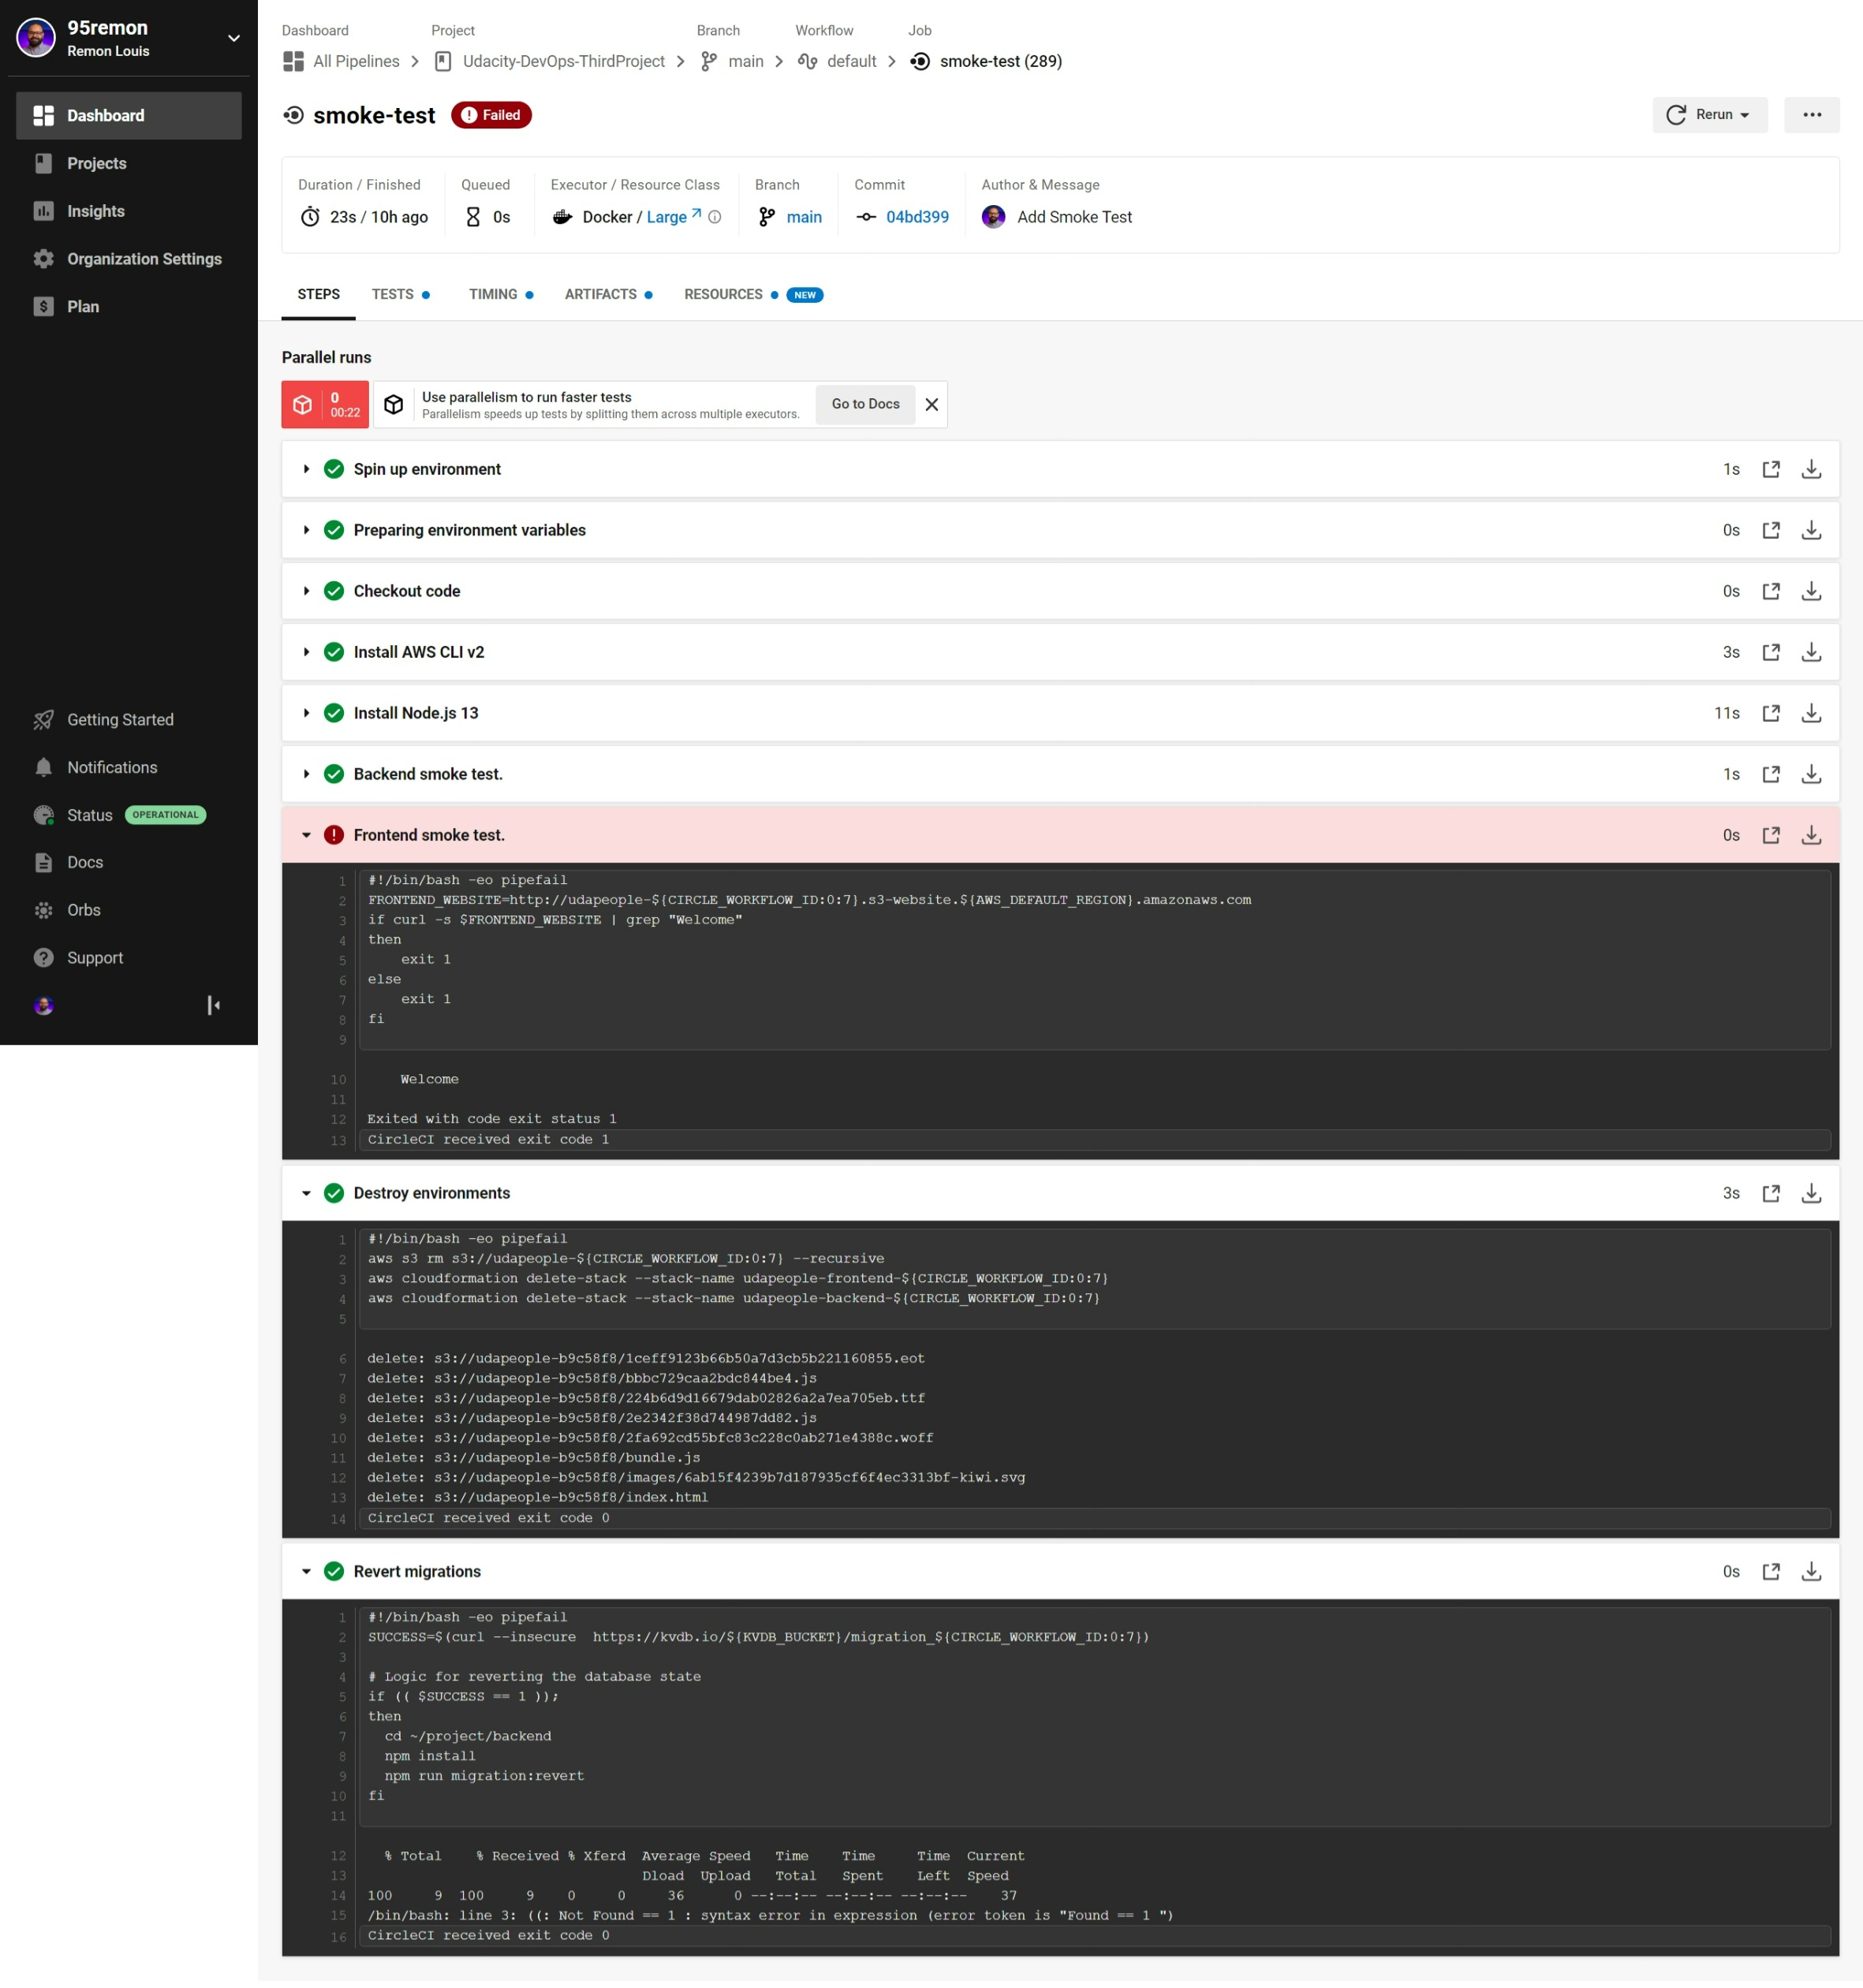 95remon
Remon Louis
Dashboard
Projects
Insights
Organization Settings
Plan
Getting Started
Notifications
Status OPERATIONAL
Docs
Orbs
Support
Dashboard Project Branch Workflow Job
All Pipelines Udacity-DevOps-ThirdProject main default smoke-test (289)
smoke-test Failed
Rerun
Duration / Finished Queued Executor / Resource Class Branch Commit Author & Message
23s / 10h ago 0s Docker / Large main 04bd399 Add Smoke Test
STEPS TESTS TIMING ARTIFACTS RESOURCES NEW
Parallel runs
0
00:22
Use parallelism to run faster tests
Parallelism speeds up tests by splitting them across multiple executors.
Go to Docs
Spin up environment 1s
Preparing environment variables 0s
Checkout code 0s
Install AWS CLI v2 3s
Install Node.js 13 11s
Backend smoke test. 1s
Frontend smoke test. 0s
1 #!/bin/bash -eo pipefail
2 FRONTEND_WEBSITE=http://udapeople-${CIRCLE_WORKFLOW_ID:0:7}.s3-website.${AWS_DEFAULT_REGION}.amazonaws.com
3 if curl -s $FRONTEND_WEBSITE | grep "Welcome"
4 then
5     exit 1
6 else
7     exit 1
8 fi
9
10     Welcome
11
12 Exited with code exit status 1
13 CircleCI received exit code 1
Destroy environments 3s
1 #!/bin/bash -eo pipefail
2 aws s3 rm s3://udapeople-${CIRCLE_WORKFLOW_ID:0:7} --recursive
3 aws cloudformation delete-stack --stack-name udapeople-frontend-${CIRCLE_WORKFLOW_ID:0:7}
4 aws cloudformation delete-stack --stack-name udapeople-backend-${CIRCLE_WORKFLOW_ID:0:7}
5
6 delete: s3://udapeople-b9c58f8/1ceff9123b66b50a7d3cb5b221160855.eot
7 delete: s3://udapeople-b9c58f8/bbbc729caa2bdc844be4.js
8 delete: s3://udapeople-b9c58f8/224b6d9d16679dab02826a2a7ea705eb.ttf
9 delete: s3://udapeople-b9c58f8/2e2342f38d744987dd82.js
10 delete: s3://udapeople-b9c58f8/2fa692cd55bfc83c228c0ab271e4388c.woff
11 delete: s3://udapeople-b9c58f8/bundle.js
12 delete: s3://udapeople-b9c58f8/images/6ab15f4239b7d187935cf6f4ec3313bf-kiwi.svg
13 delete: s3://udapeople-b9c58f8/index.html
14 CircleCI received exit code 0
Revert migrations 0s
1 #!/bin/bash -eo pipefail
2 SUCCESS=$(curl --insecure  https://kvdb.io/${KVDB_BUCKET}/migration_${CIRCLE_WORKFLOW_ID:0:7})
3
4 # Logic for reverting the database state
5 if (( $SUCCESS == 1 ));
6 then
7   cd ~/project/backend
8   npm install
9   npm run migration:revert
10 fi
11
12   % Total    % Received % Xferd  Average Speed   Time    Time     Time  Current
13                                  Dload  Upload   Total   Spent    Left  Speed
14 100     9  100     9    0     0     36      0 --:--:-- --:--:-- --:--:--    37
15 /bin/bash: line 3: ((: Not Found == 1 : syntax error in expression (error token is "Found == 1 ")
16 CircleCI received exit code 0